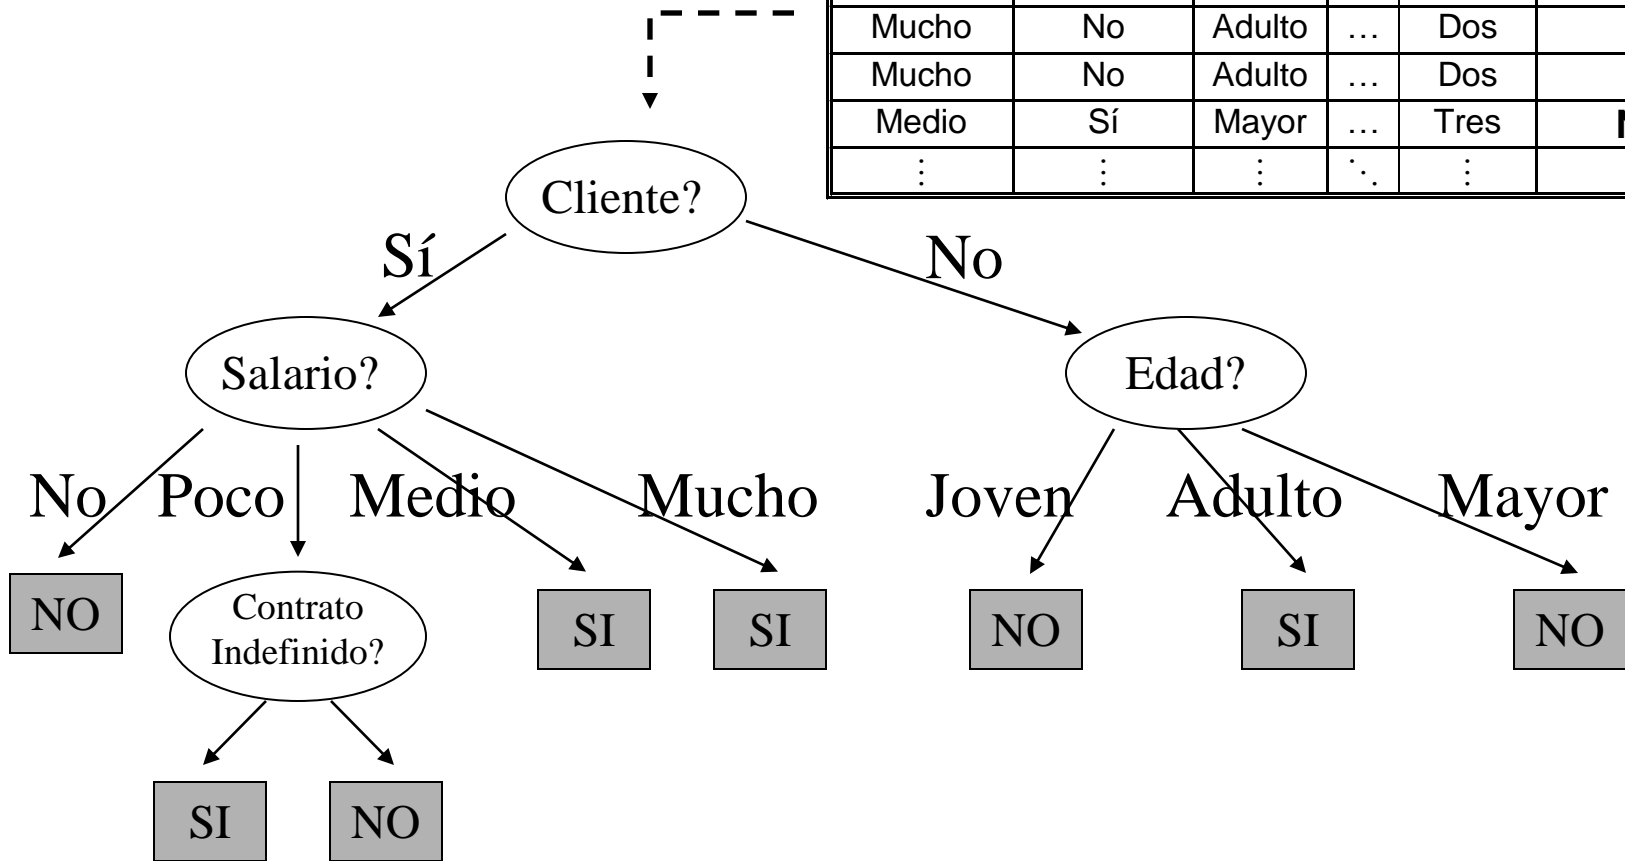 Mucho No Adulto … Dos
Mucho No Adulto … Dos
Medio Sí Mayor … Tres
⋮ ⋮ ⋮ ⋱ ⋮
Cliente?
Sí No
Salario? Edad?
No Poco Medio Mucho Joven Adulto Mayor
NO Contrato Indefinido? SI SI NO SI NO
SI NO